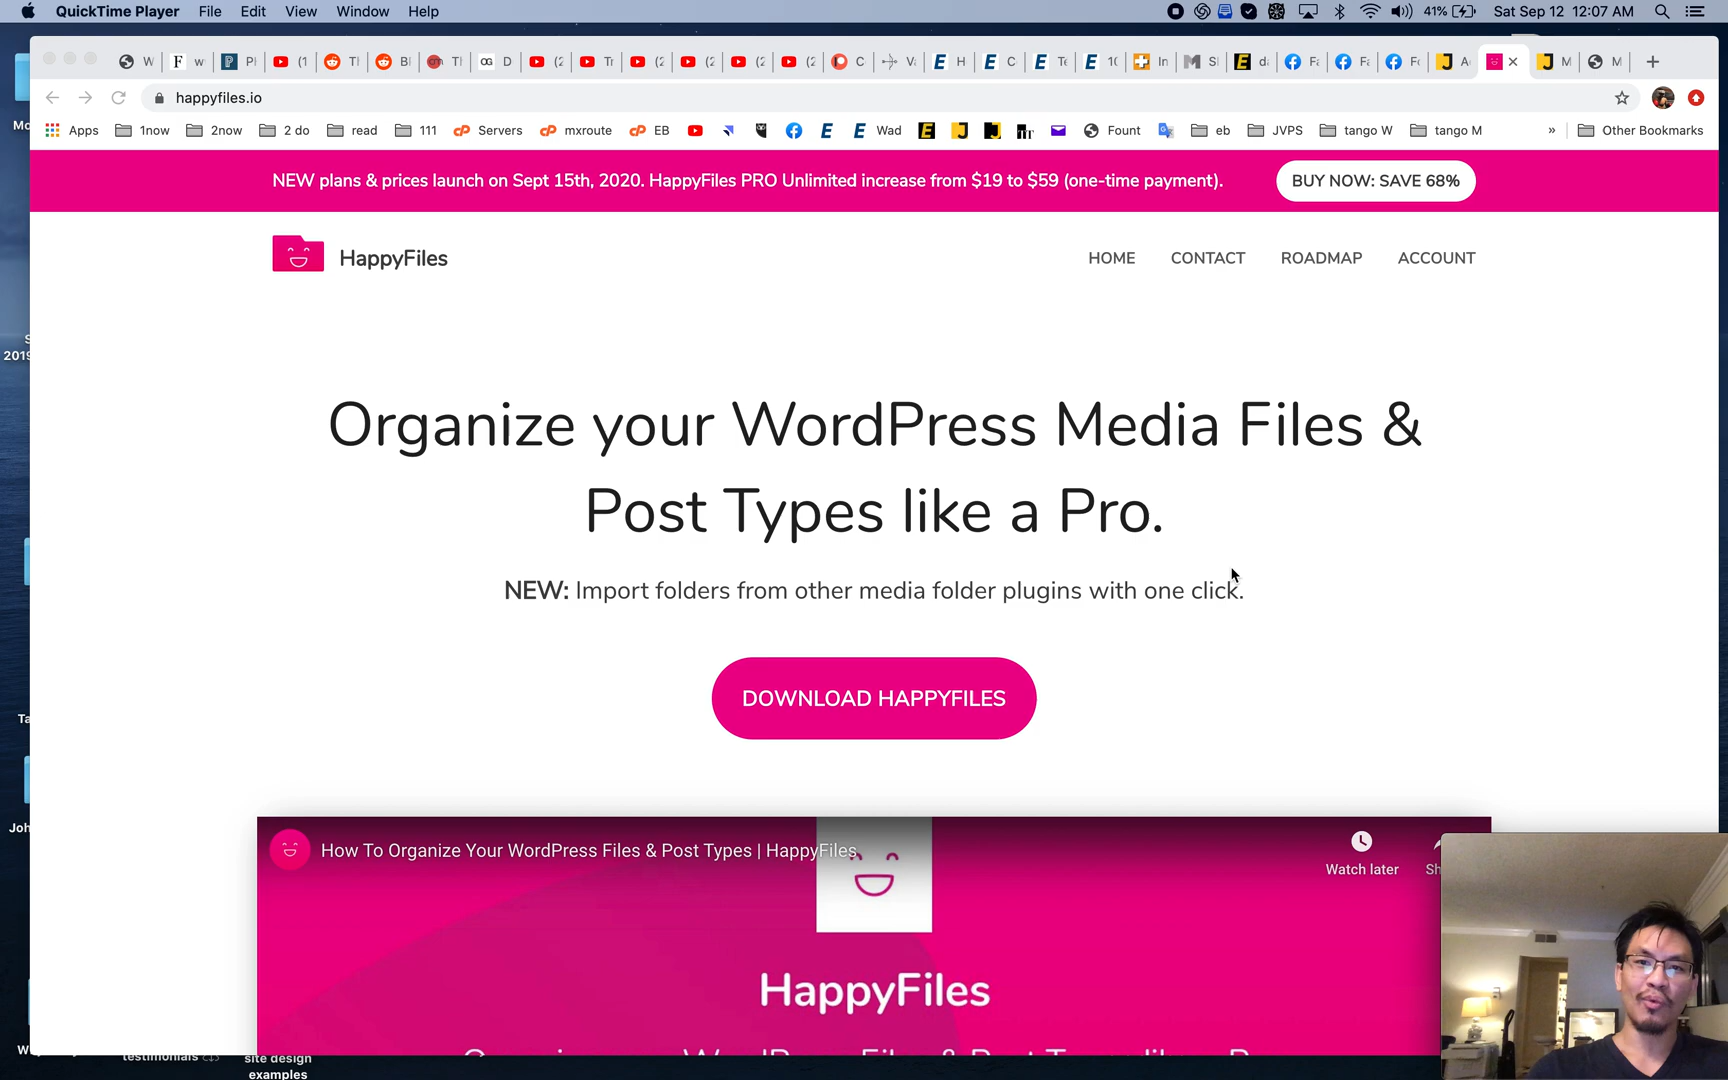 QuickTime Player File Edit View Window Help
41% Sat Sep 12 12:07 AM
happyfiles.io
Apps 1now 2now 2 do read 111 Servers mxroute EB Wad Fount eb JVPS tango W tango M » Other Bookmarks
NEW plans & prices launch on Sept 15th, 2020. HappyFiles PRO Unlimited increase from $19 to $59 (one-time payment).
BUY NOW: SAVE 68%
HappyFiles
HOME CONTACT ROADMAP ACCOUNT
Organize your WordPress Media Files &
Post Types like a Pro.
NEW: Import folders from other media folder plugins with one click.
DOWNLOAD HAPPYFILES
How To Organize Your WordPress Files & Post Types | HappyFiles
Watch later
HappyFiles
testimonials
site design
examples